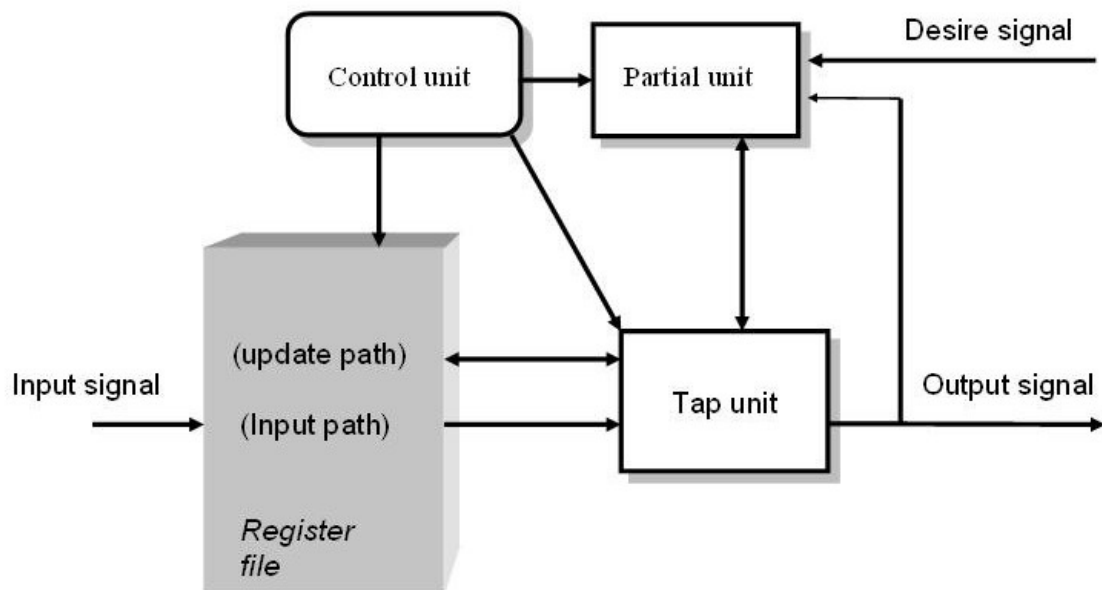 Desire signal
Control unit
Partial unit
(update path)
Input signal
(Input path)
Tap unit
Output signal
Register
file